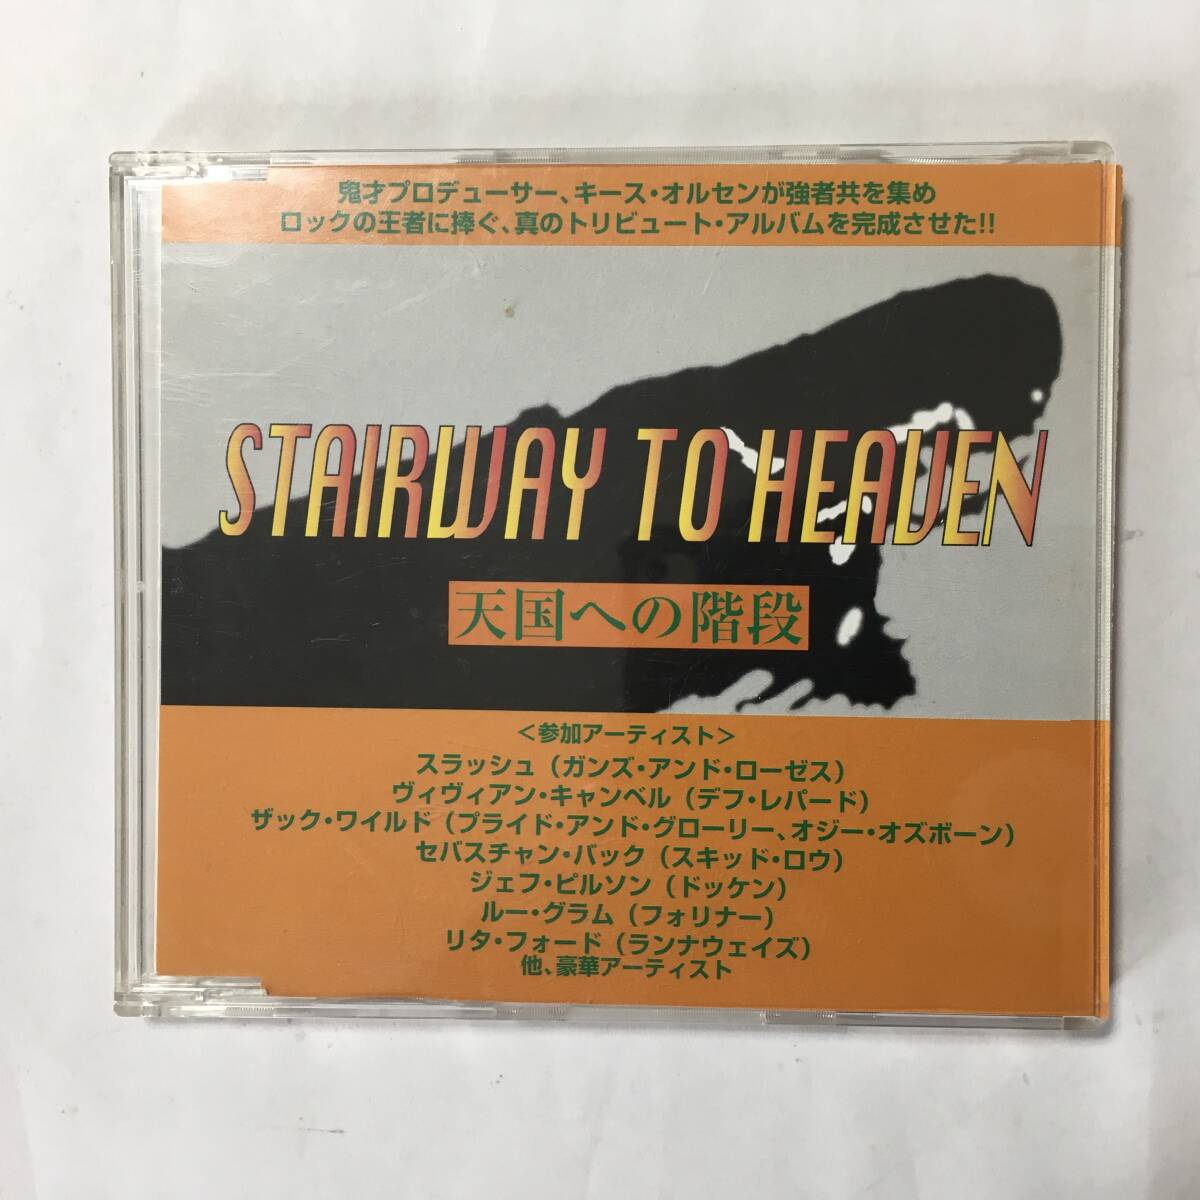 鬼才プロデューサー、キース・オルセンが強者共を集め
ロックの王者に捧ぐ、真のトリビュート・アルバムを完成させた!!
STAIRWAY TO HEAVEN
天国への階段
＜参加アーティスト＞
スラッシュ（ガンズ・アンド・ローゼス）
ヴィヴィアン・キャンベル（デフ・レパード）
ザック・ワイルド（プライド・アンド・グローリー、オジー・オズボーン）
セバスチャン・バック（スキッド・ロウ）
ジェフ・ピルソン（ドッケン）
ルー・グラム（フォリナー）
リタ・フォード（ランナウェイズ）
他、豪華アーティスト